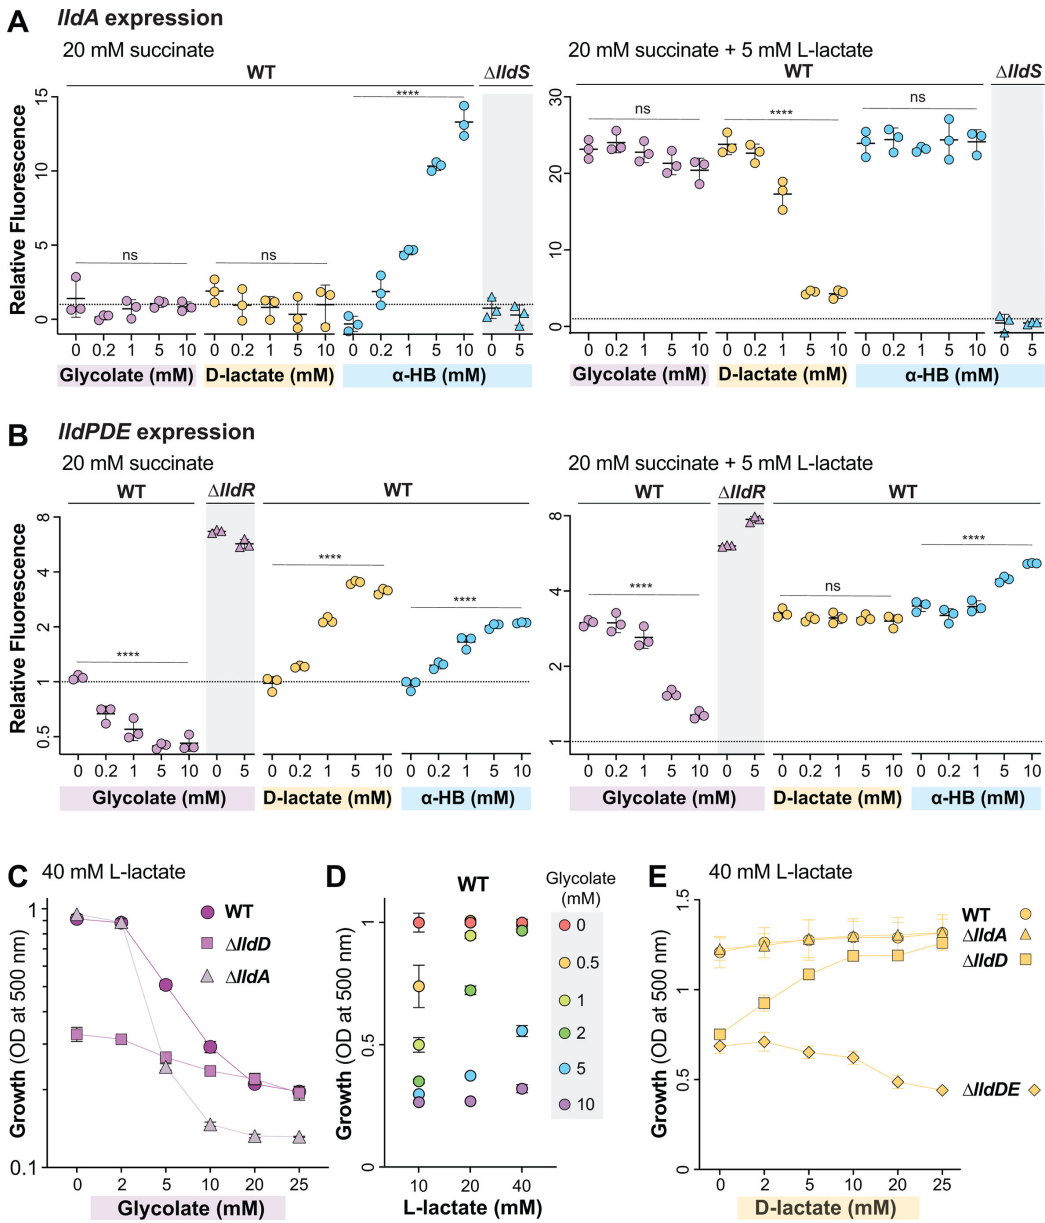 A
lldA expression
20 mM succinate
20 mM succinate + 5 mM L-lactate
WT
ΔlldS
WT
ΔlldS
Relative Fluorescence
15
10
5
0
ns
ns
****
0 0.2 1 5 10
0 0.2 1 5 10
0 0.2 1 5 10
0 5
Glycolate (mM)
D-lactate (mM)
α-HB (mM)
30
20
10
0
ns
****
ns
0 0.2 1 5 10
0 0.2 1 5 10
0 0.2 1 5 10
0 5
Glycolate (mM)
D-lactate (mM)
α-HB (mM)
B
lldPDE expression
20 mM succinate
20 mM succinate + 5 mM L-lactate
WT
ΔlldR
WT
WT
ΔlldR
WT
Relative Fluorescence
8
4
2
1
0.5
****
****
****
0 0.2 1 5 10
0 5
0 0.2 1 5 10
0 0.2 1 5 10
Glycolate (mM)
D-lactate (mM)
α-HB (mM)
8
4
2
1
****
ns
****
0 0.2 1 5 10
0 5
0 0.2 1 5 10
0 0.2 1 5 10
Glycolate (mM)
D-lactate (mM)
α-HB (mM)
C
40 mM L-lactate
Growth (OD at 500 nm)
1
0.1
WT
ΔlldD
ΔlldA
0 2 5 10 20 25
Glycolate (mM)
D
WT
Growth (OD at 500 nm)
1
0.5
0
10 20 40
L-lactate (mM)
Glycolate
(mM)
0
0.5
1
2
5
10
E
40 mM L-lactate
Growth (OD at 500 nm)
1.5
1
0.5
0
WT
ΔlldA
ΔlldD
ΔlldDE
0 2 5 10 20 25
D-lactate (mM)